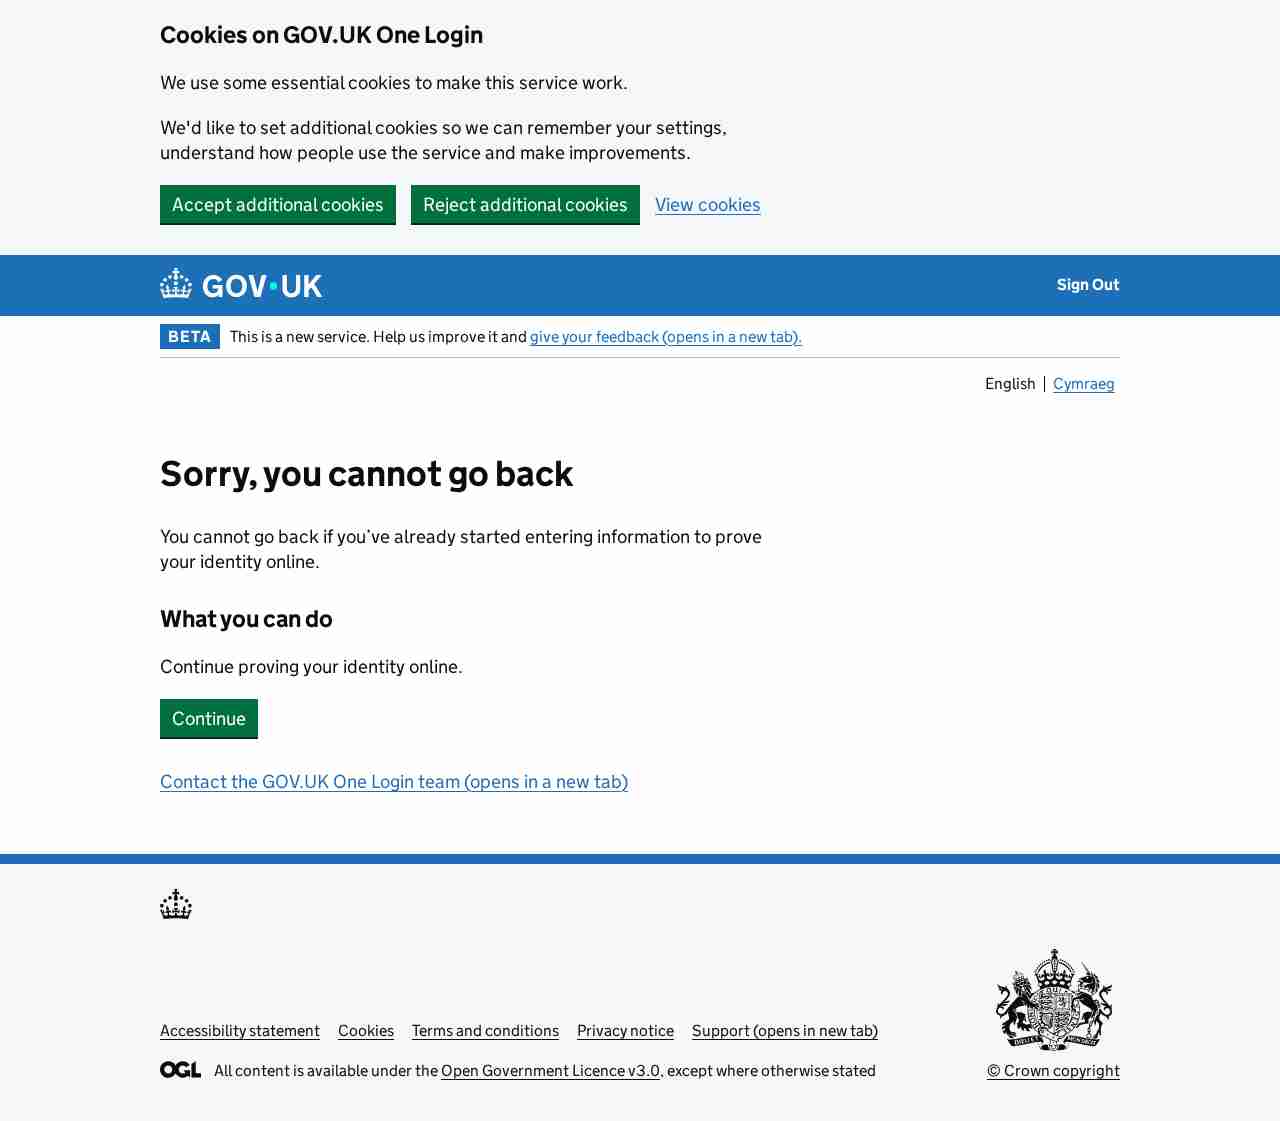 Cookies on GOV.UK One Login
We use some essential cookies to make this service work.
We'd like to set additional cookies so we can remember your settings,
understand how people use the service and make improvements.
Accept additional cookies Reject additional cookies View cookies
GOV•UK Sign Out
BETA This is a new service. Help us improve it and give your feedback (opens in a new tab).
English | Cymraeg
Sorry, you cannot go back
You cannot go back if you’ve already started entering information to prove
your identity online.
What you can do
Continue proving your identity online.
Continue
Contact the GOV.UK One Login team (opens in a new tab)
Accessibility statement Cookies Terms and conditions Privacy notice Support (opens in new tab)
OGL All content is available under the Open Government Licence v3.0, except where otherwise stated
© Crown copyright